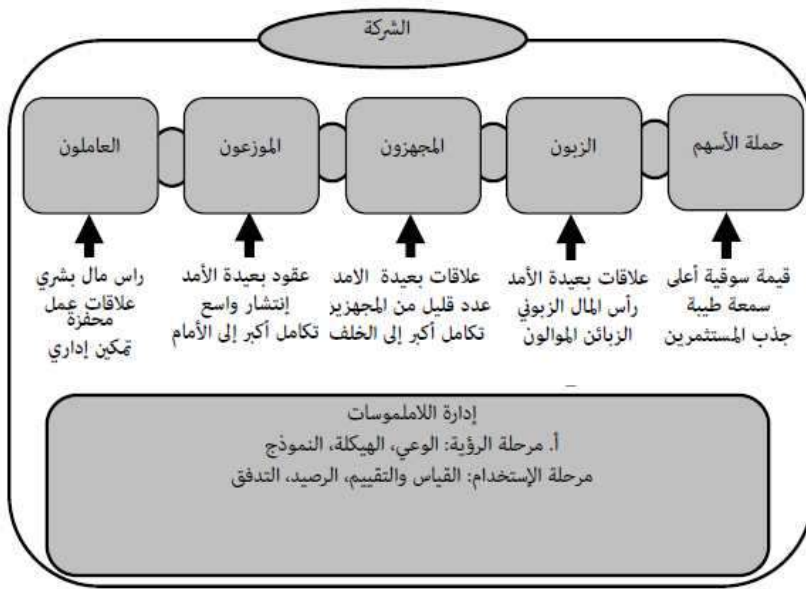 الشركة
حملة الأسهم
الزبون
المجهزون
الموزعون
العاملون
قيمة سوقية أعلى
سمعة طيبة
جذب المستثمرين
علاقات بعيدة الأمد
رأس المال الزبوني
الزبائن الموالون
علاقات بعيدة الامد
عدد قليل من المجهزين
تكامل أكبر إلى الخلف
عقود بعيدة الأمد
إنتشار واسع
تكامل أكبر إلى الأمام
راس مال بشري
علاقات عمل
محفزة
تمكين إداري
إدارة اللاملموسات
أ. مرحلة الرؤية: الوعي، الهيكلة، النموذج
مرحلة الإستخدام: القياس والتقييم، الرصيد، التدفق